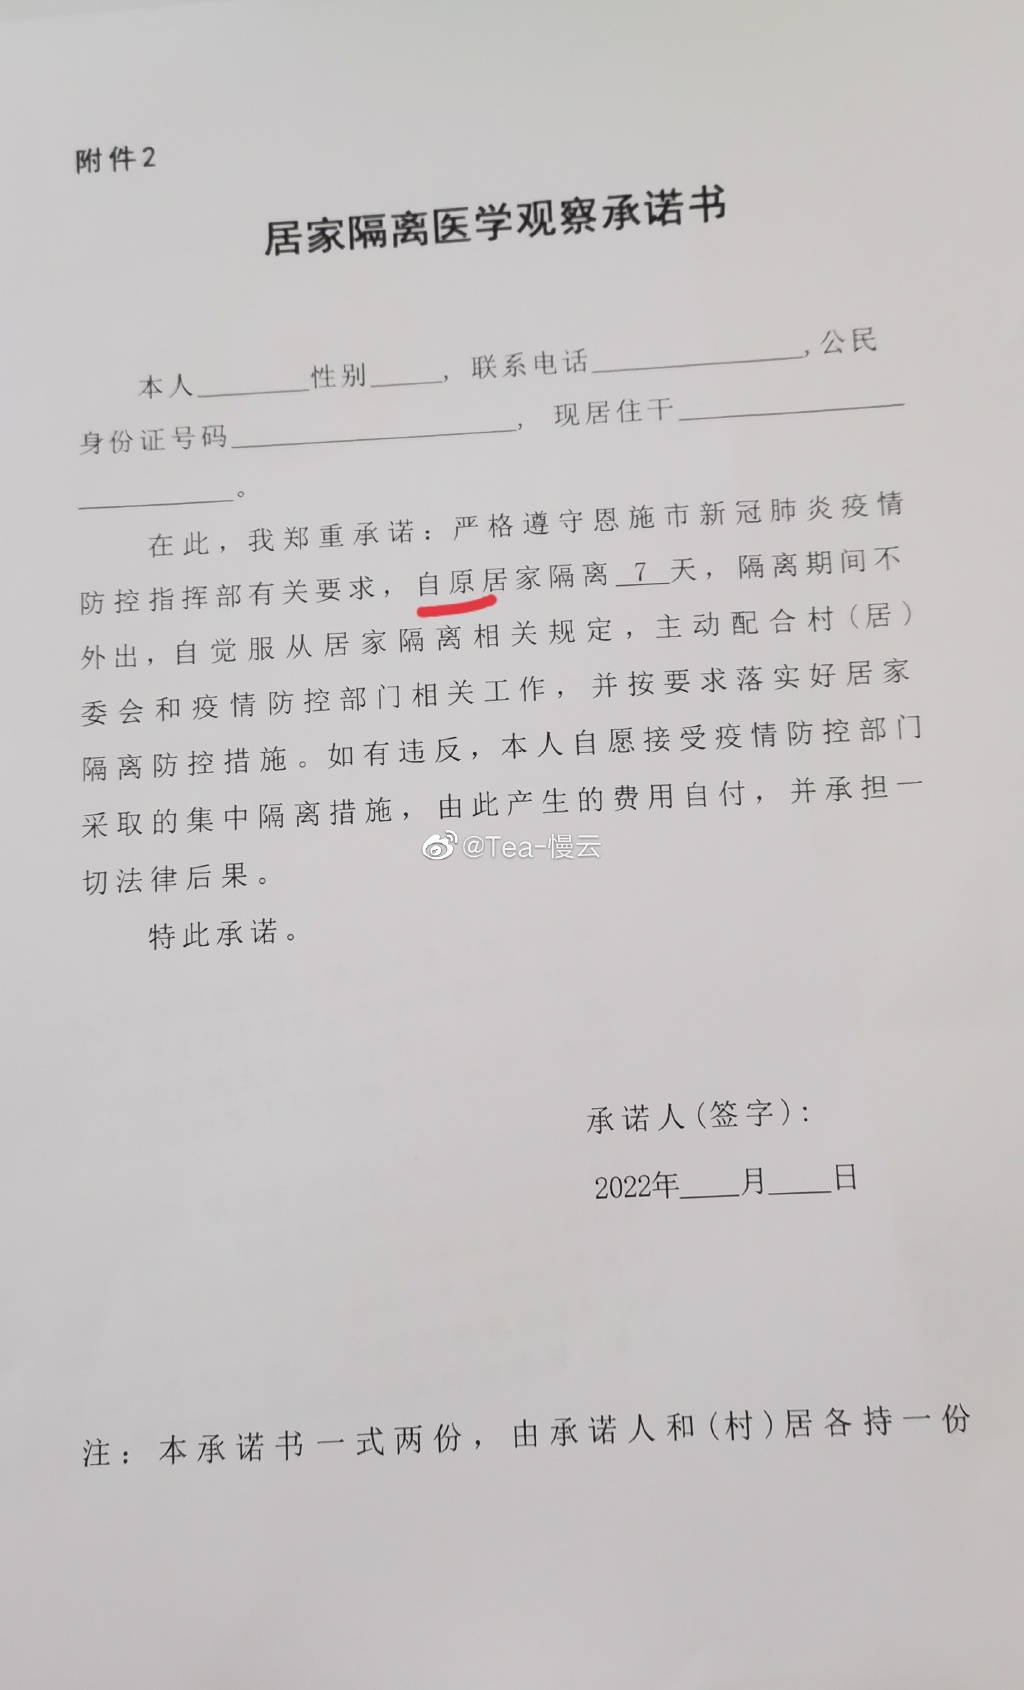 附件2
居家隔离医学观察承诺书
本人________性别_____, 联系电话_______________,公民
身份证号码____________________, 现居住干________________
___________。
在此，我郑重承诺：严格遵守恩施市新冠肺炎疫情
防控指挥部有关要求，自原居家隔离 7 天，隔离期间不
外出，自觉服从居家隔离相关规定，主动配合村(居)
委会和疫情防控部门相关工作，并按要求落实好居家
隔离防控措施。如有违反，本人自愿接受疫情防控部门
采取的集中隔离措施，由此产生的费用自付，并承担一
@Tea-慢云
切法律后果。
特此承诺。
承诺人(签字)：
2022年____月____日
注：本承诺书一式两份，由承诺人和(村)居各持一份